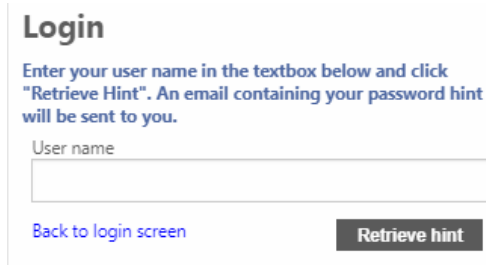 Login
Enter your user name in the textbox below and click
"Retrieve Hint". An email containing your password hint
will be sent to you.
User name
Back to login screen
Retrieve hint